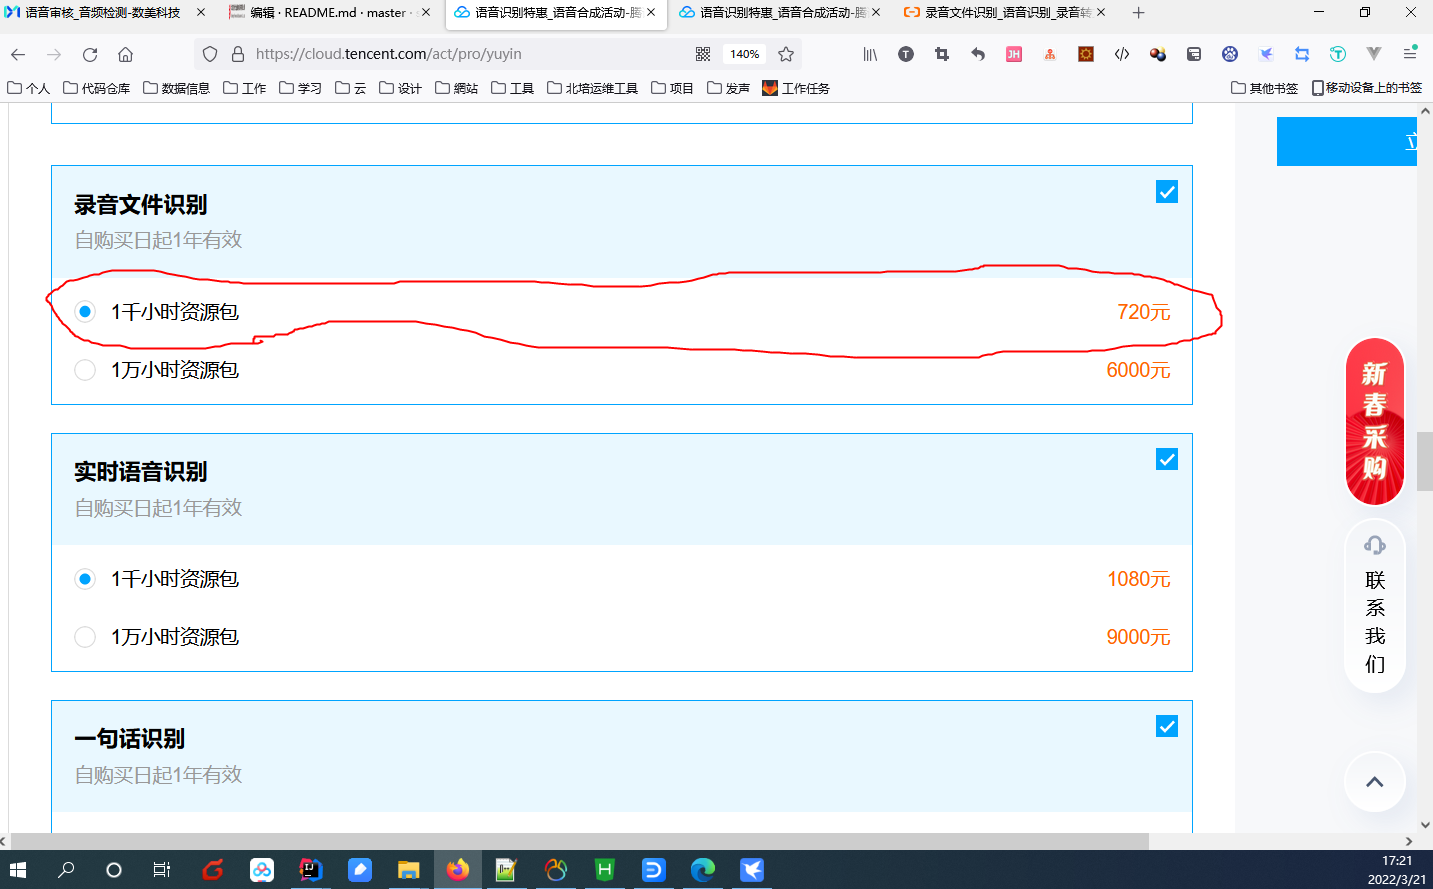 语音审核_音频检测-数美科技
编辑 · README.md · master ·
语音识别特惠_语音合成活动-腾
语音识别特惠_语音合成活动-腾
录音文件识别_语音识别_录音转
https://cloud.tencent.com/act/pro/yuyin
140%
个人
代码仓库
数据信息
工作
学习
云
设计
網站
工具
北培运维工具
项目
发声
工作任务
其他书签
移动设备上的书签
立
录音文件识别
自购买日起1年有效
1千小时资源包
720元
1万小时资源包
6000元
实时语音识别
自购买日起1年有效
1千小时资源包
1080元
1万小时资源包
9000元
一句话识别
自购买日起1年有效
新
春
采
购
联
系
我
们
17:21
2022/3/21